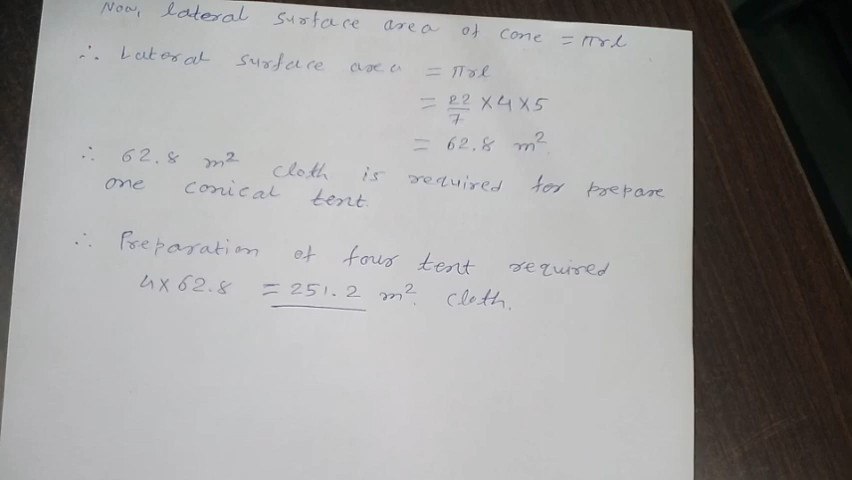 Now, lateral surface area of cone = πrl
∴ Lateral surface area = πrl
= 22/7 × 4 × 5
= 62.8 m²
∴ 62.8 m² cloth is required for prepare
one conical tent.
∴ Preparation of four tent required
4 × 62.8 = 251.2 m². cloth.